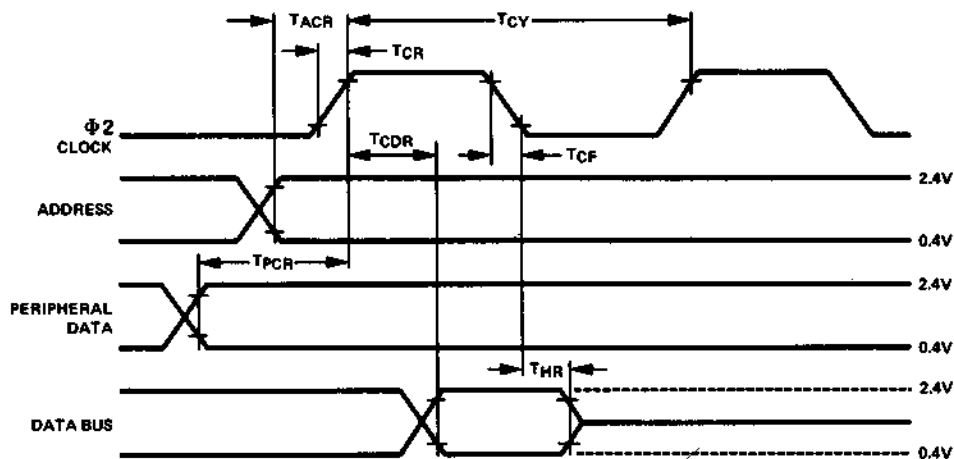 TACR
TCY
TCR
Φ2
CLOCK
TCDR
TCF
2.4V
ADDRESS
0.4V
TPCR
2.4V
PERIPHERAL
DATA
0.4V
THR
2.4V
DATA BUS
0.4V